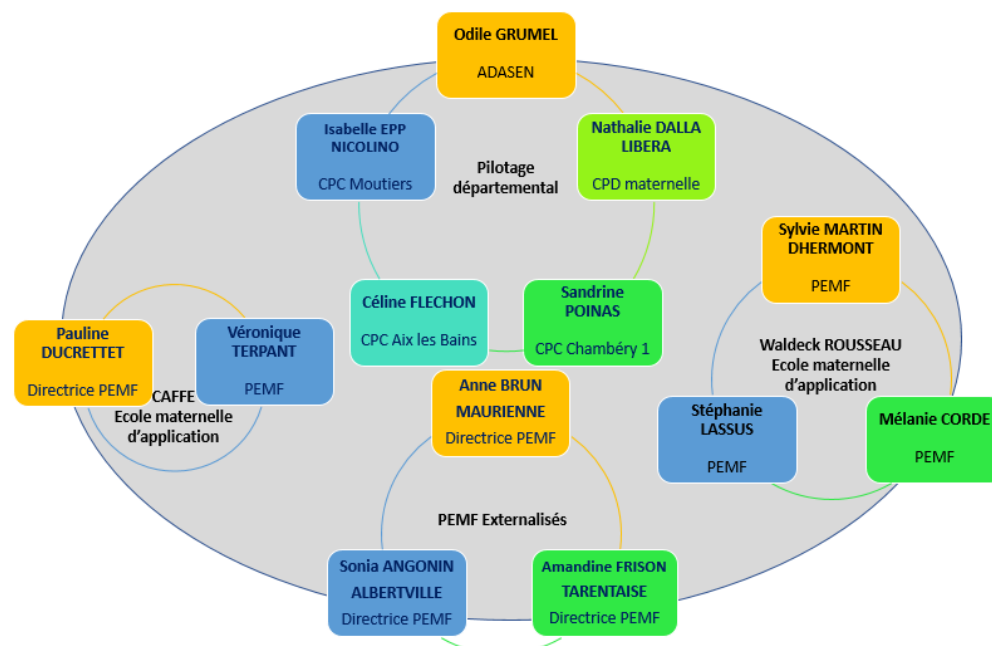 Odile GRUMEL
ADASEN
Isabelle EPP
NICOLINO
CPC Moutiers
Nathalie DALLA
LIBERA
CPD maternelle
Pilotage
départemental
Céline FLECHON
CPC Aix les Bains
Sandrine
POINAS
CPC Chambéry 1
Sylvie MARTIN
DHERMONT
PEMF
Waldeck ROUSSEAU
Ecole maternelle
d'application
Stéphanie
LASSUS
PEMF
Mélanie CORDE
PEMF
Pauline
DUCRETTET
Directrice PEMF
Véronique
TERPANT
PEMF
CAFFE
Ecole maternelle
d'application
Anne BRUN
MAURIENNE
Directrice PEMF
PEMF Externalisés
Sonia ANGONIN
ALBERTVILLE
Directrice PEMF
Amandine FRISON
TARENTAISE
Directrice PEMF